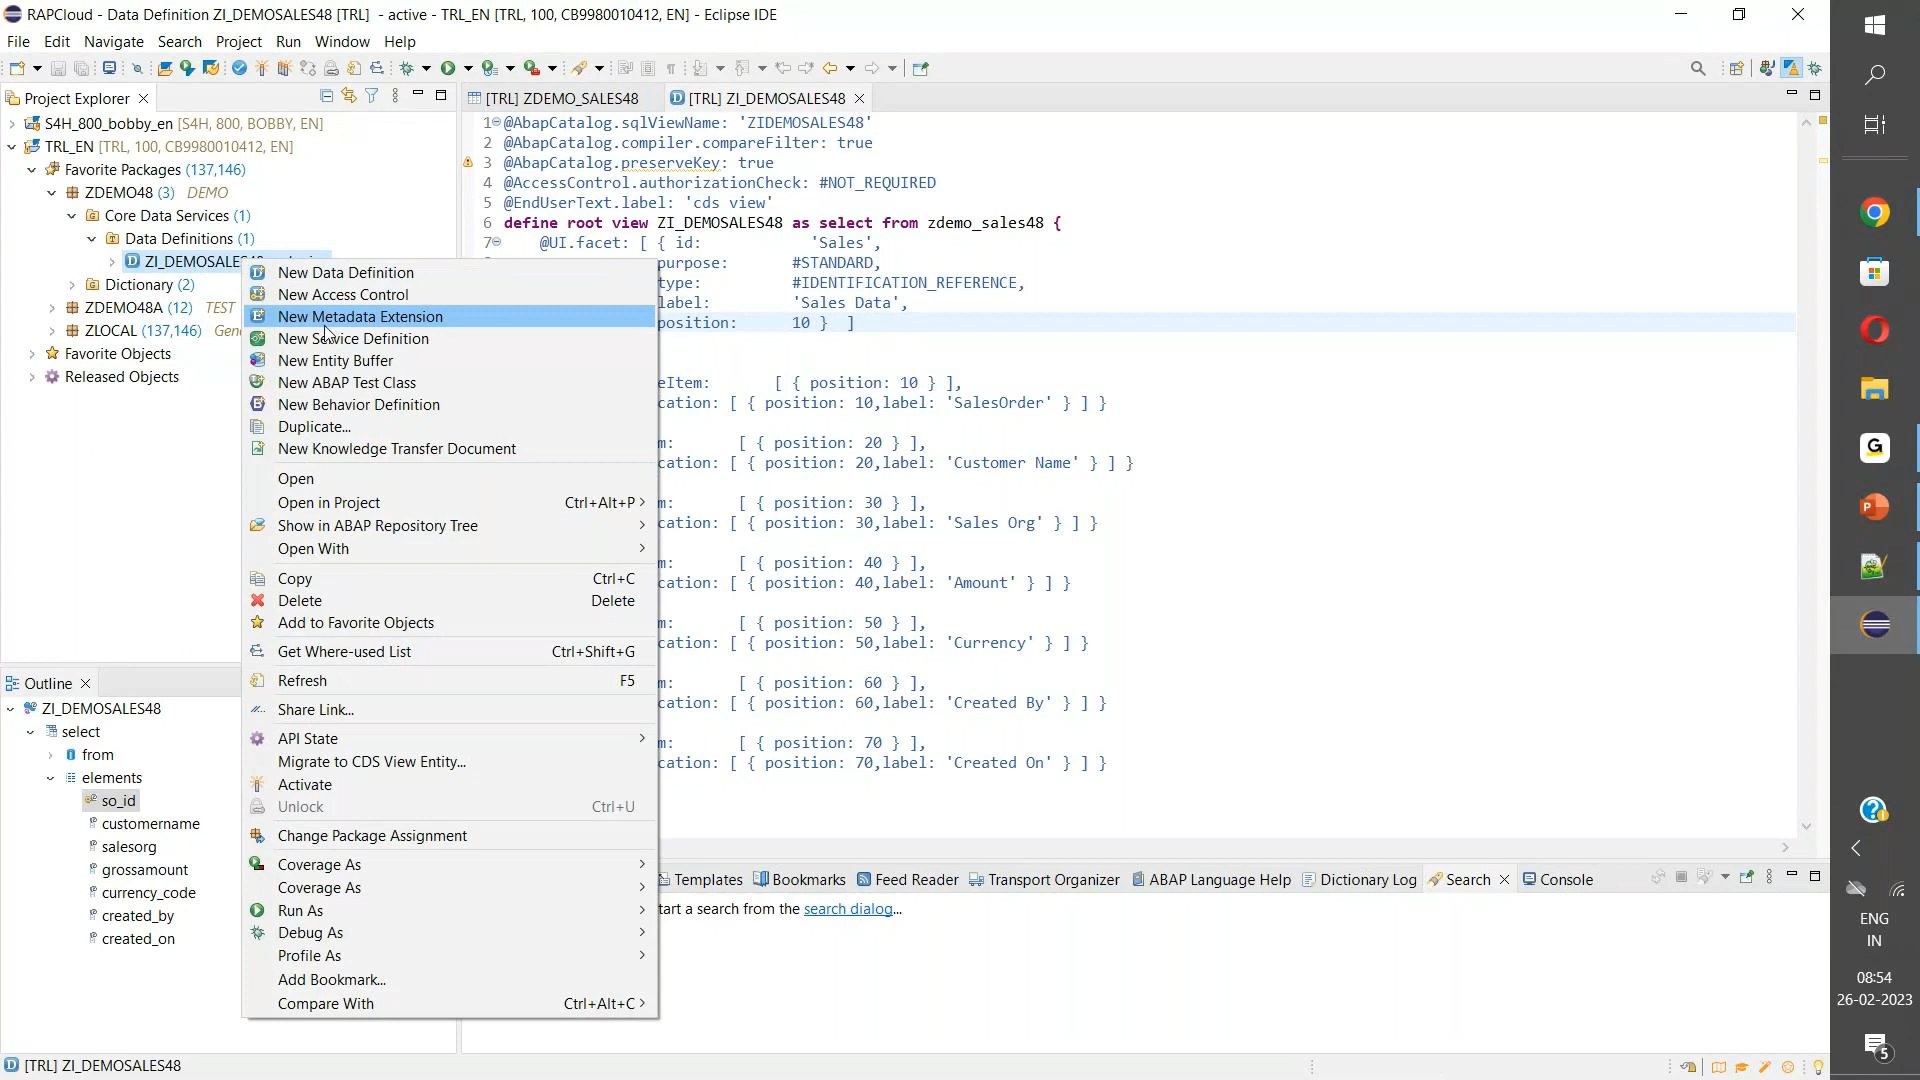 RAPCloud - Data Definition ZI_DEMOSALES48 [TRL] - active - TRL_EN [TRL, 100, CB9980010412, EN] - Eclipse IDE
File Edit Navigate Search Project Run Window Help
Project Explorer
S4H_800_bobby_en [S4H, 800, BOBBY, EN]
TRL_EN [TRL, 100, CB9980010412, EN]
Favorite Packages (137,146)
ZDEMO48 (3) DEMO
Core Data Services (1)
Data Definitions (1)
ZI_DEMOSALES
Dictionary (2)
ZDEMO48A (12) TEST
ZLOCAL (137,146)
Favorite Objects
Released Objects
[TRL] ZDEMO_SALES48
[TRL] ZI_DEMOSALES48
1 @AbapCatalog.sqlViewName: 'ZIDEMOSALES48'
2 @AbapCatalog.compiler.compareFilter: true
3 @AbapCatalog.preserveKey: true
4 @AccessControl.authorizationCheck: #NOT_REQUIRED
5 @EndUserText.label: 'cds view'
6 define root view ZI_DEMOSALES48 as select from zdemo_sales48 {
7 @UI.facet: [ { id: 'Sales',
purpose: #STANDARD,
type: #IDENTIFICATION_REFERENCE,
label: 'Sales Data',
position: 10 } ]
eItem: [ { position: 10 } ],
cation: [ { position: 10,label: 'SalesOrder' } ] }
m: [ { position: 20 } ],
cation: [ { position: 20,label: 'Customer Name' } ] }
m: [ { position: 30 } ],
cation: [ { position: 30,label: 'Sales Org' } ] }
m: [ { position: 40 } ],
cation: [ { position: 40,label: 'Amount' } ] }
m: [ { position: 50 } ],
cation: [ { position: 50,label: 'Currency' } ] }
m: [ { position: 60 } ],
cation: [ { position: 60,label: 'Created By' } ] }
m: [ { position: 70 } ],
cation: [ { position: 70,label: 'Created On' } ] }
New Data Definition
New Access Control
New Metadata Extension
New Service Definition
New Entity Buffer
New ABAP Test Class
New Behavior Definition
Duplicate...
New Knowledge Transfer Document
Open
Open in Project Ctrl+Alt+P
Show in ABAP Repository Tree
Open With
Copy Ctrl+C
Delete Delete
Add to Favorite Objects
Get Where-used List Ctrl+Shift+G
Refresh F5
Share Link...
API State
Migrate to CDS View Entity...
Activate
Unlock Ctrl+U
Change Package Assignment
Coverage As
Coverage As
Run As
Debug As
Profile As
Add Bookmark...
Compare With Ctrl+Alt+C
Outline
ZI_DEMOSALES48
select
from
elements
so_id
customername
salesorg
grossamount
currency_code
created_by
created_on
Templates Bookmarks Feed Reader Transport Organizer ABAP Language Help Dictionary Log Search Console
tart a search from the search dialog...
[TRL] ZI_DEMOSALES48
ENG
IN
08:54
26-02-2023
5